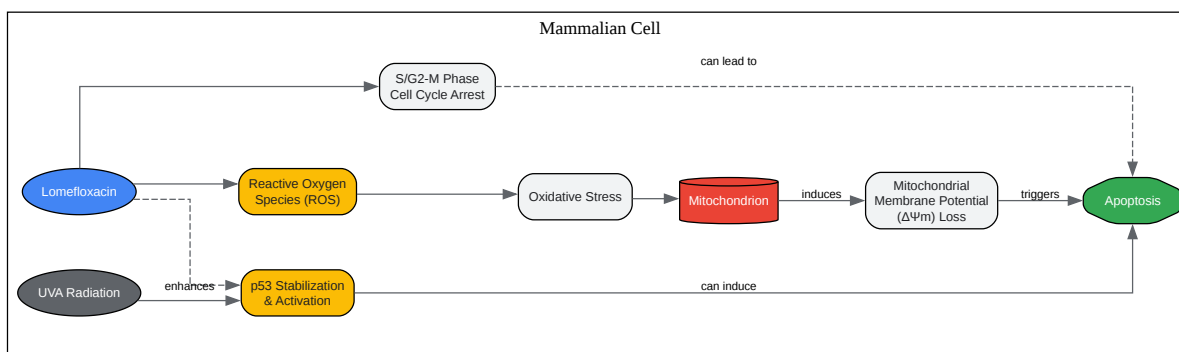 Mammalian Cell
can lead to
S/G2-M Phase
Cell Cycle Arrest
Lomefloxacin
Reactive Oxygen
Species (ROS)
Oxidative Stress
Mitochondrion
induces
Mitochondrial
Membrane Potential
(ΔΨm) Loss
triggers
Apoptosis
UVA Radiation
enhances
p53 Stabilization
& Activation
can induce